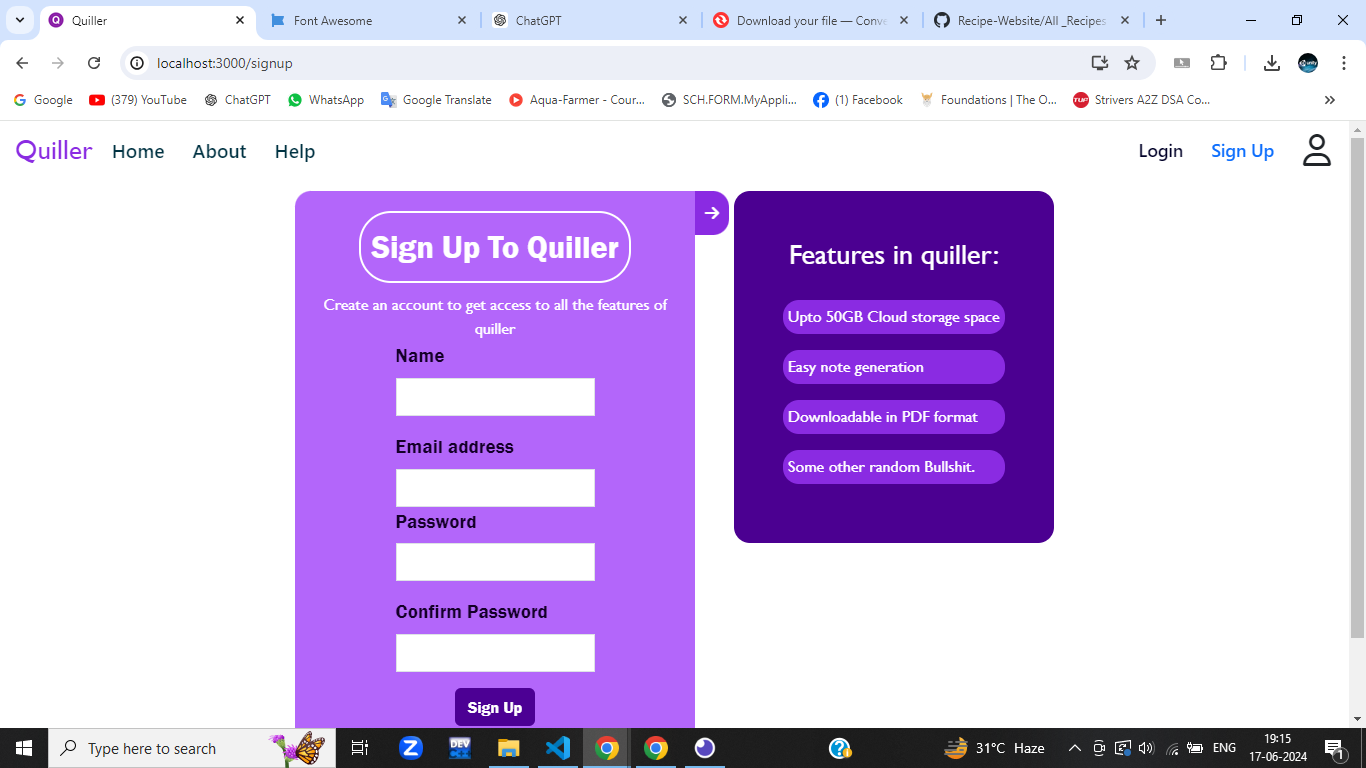 Quiller
Font Awesome
ChatGPT
Download your file — Conve
Recipe-Website/All _Recipes
localhost:3000/signup
Google
(379) YouTube
ChatGPT
WhatsApp
Google Translate
Aqua-Farmer - Cour...
SCH.FORM.MyAppli...
(1) Facebook
Foundations | The O...
Strivers A2Z DSA Co...
Quiller
Home
About
Help
Login
Sign Up
Sign Up To Quiller
Create an account to get access to all the features of
quiller
Name
Email address
Password
Confirm Password
Sign Up
Features in quiller:
Upto 50GB Cloud storage space
Easy note generation
Downloadable in PDF format
Some other random Bullshit.
Type here to search
31°C Haze
ENG
19:15
17-06-2024
1